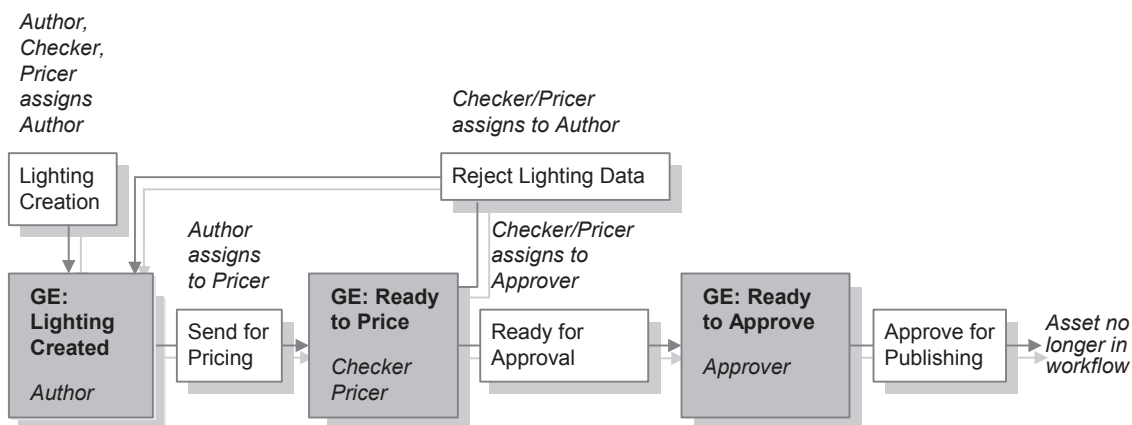 Author,
Checker,
Pricer
assigns
Author
Checker/Pricer
assigns to Author
Lighting
Creation
Reject Lighting Data
Author
assigns
to Pricer
Checker/Pricer
assigns to
Approver
GE:
Lighting
Created
Author
Send for
Pricing
GE: Ready
to Price
Checker
Pricer
Ready for
Approval
GE: Ready
to Approve
Approver
Approve for
Publishing
Asset no
longer in
workflow